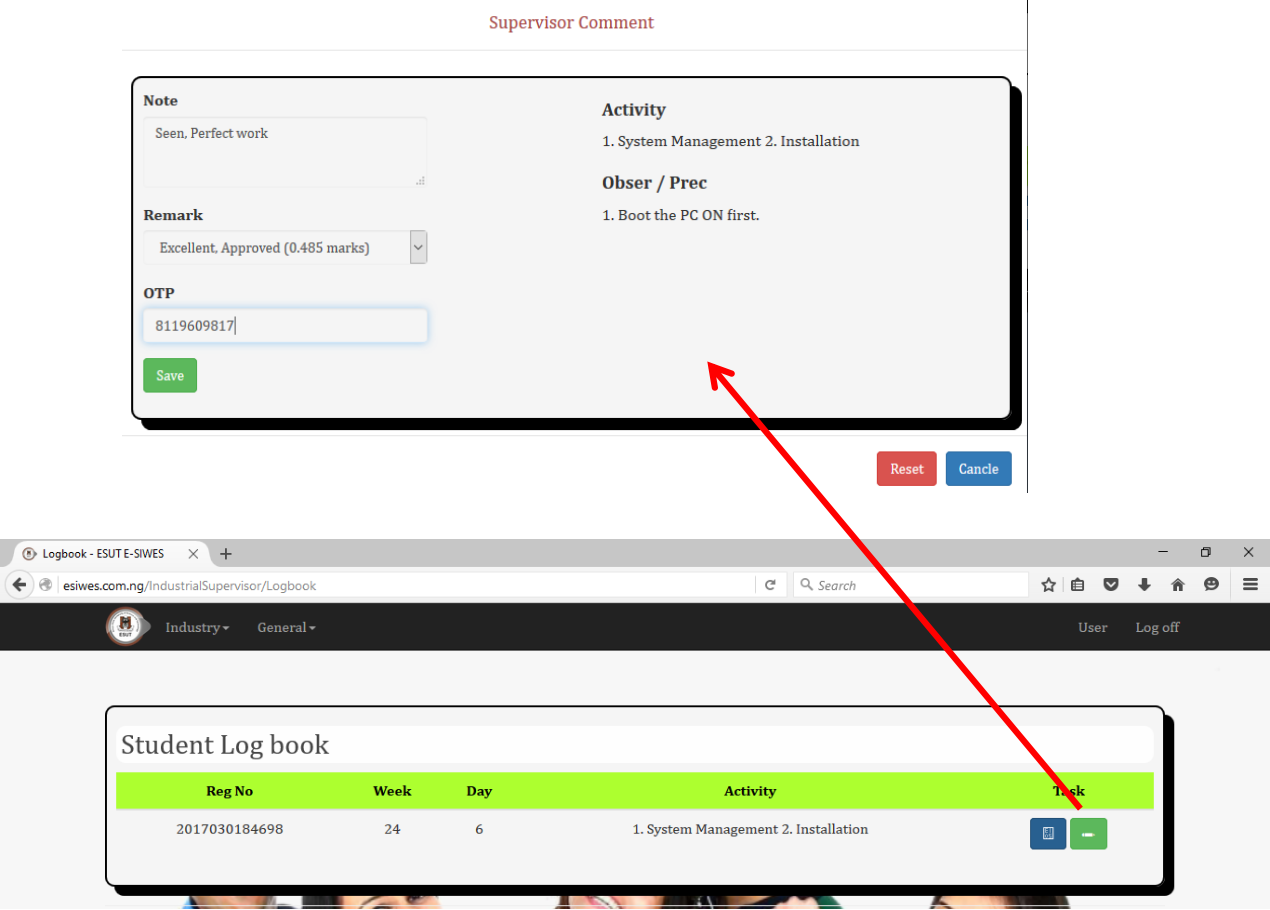 Supervisor Comment
Note
Seen, Perfect work
Remark
Excellent, Approved (0.485 marks)
OTP
8119609817
Save
Activity
1. System Management 2. Installation
Obser / Prec
1. Boot the PC ON first.
Reset Cancle
Logbook - ESUT E-SIWES
esiwes.com.ng/IndustrialSupervisor/Logbook Search
ESUT Industry General User Log off
Student Log book
Reg No Week Day Activity Task
2017030184698 24 6 1. System Management 2. Installation